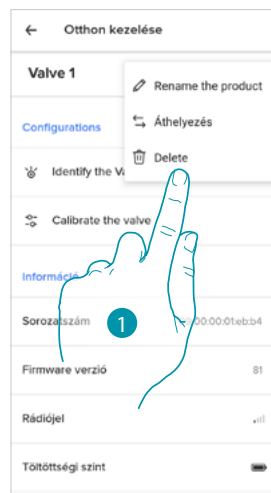 Otthon kezelése
Valve 1
Rename the product
Áthelyezés
Delete
Configurations
Identify the Va
Calibrate the valve
Információ
Sorozatszám
00:00:01:eb:b4
1
Firmware verzió 81
Rádiójel
Töltöttségi szint